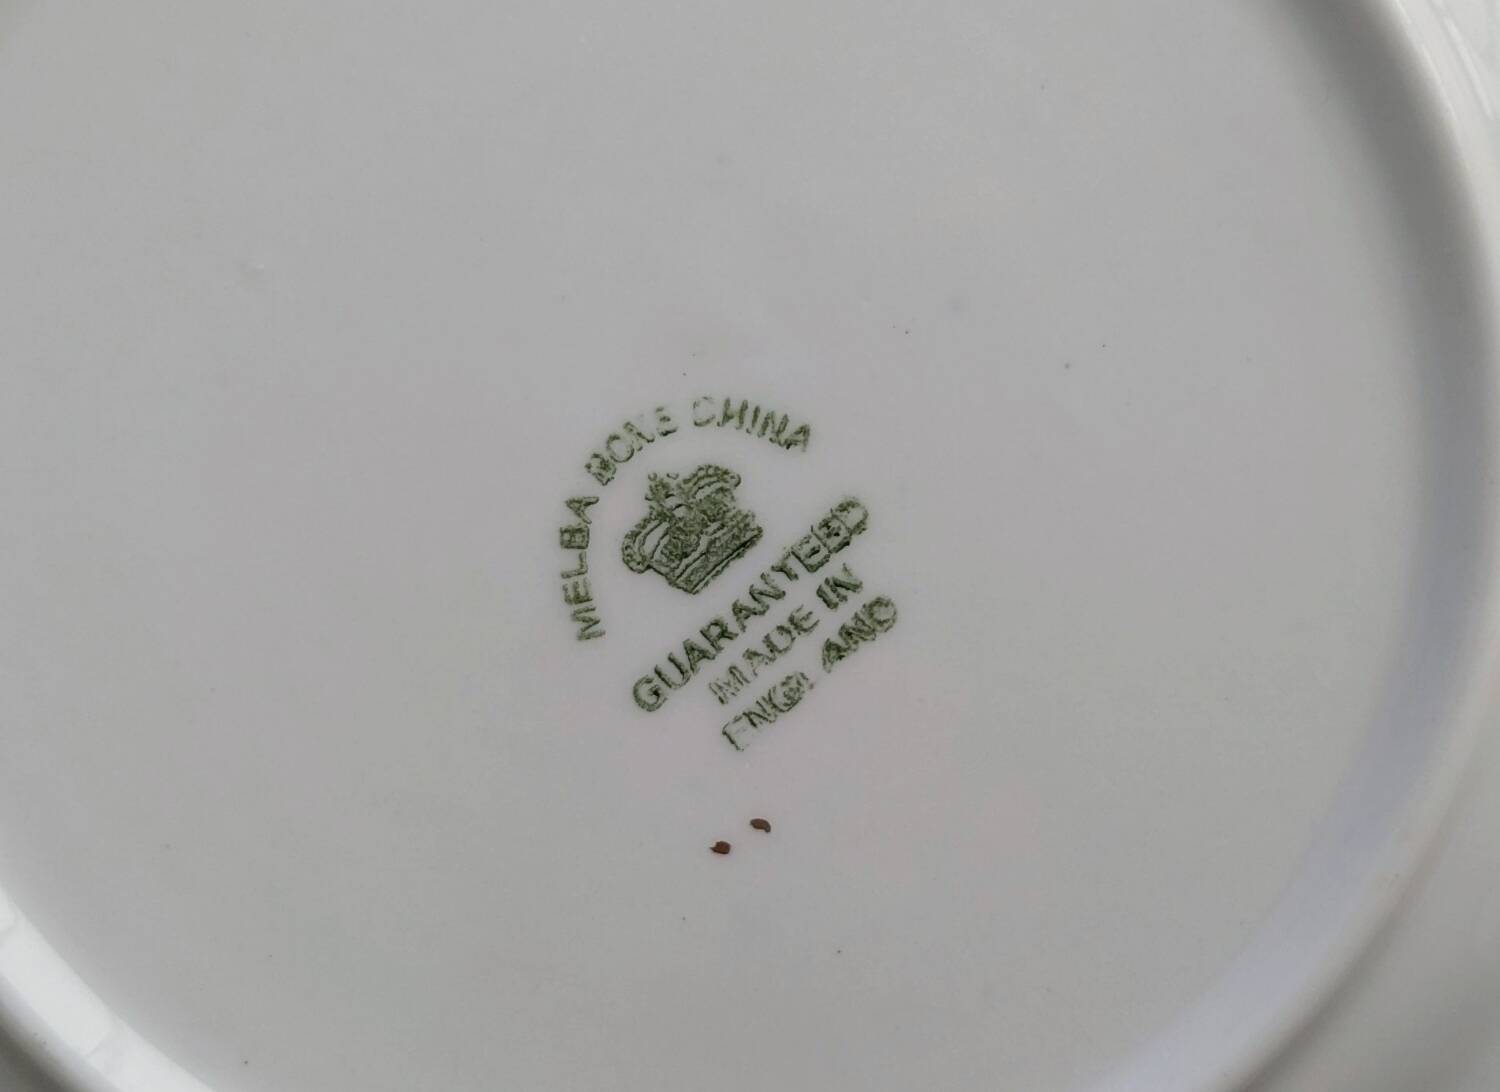 MELBA BONE CHINA
GUARANTEED
MADE IN
ENGLAND